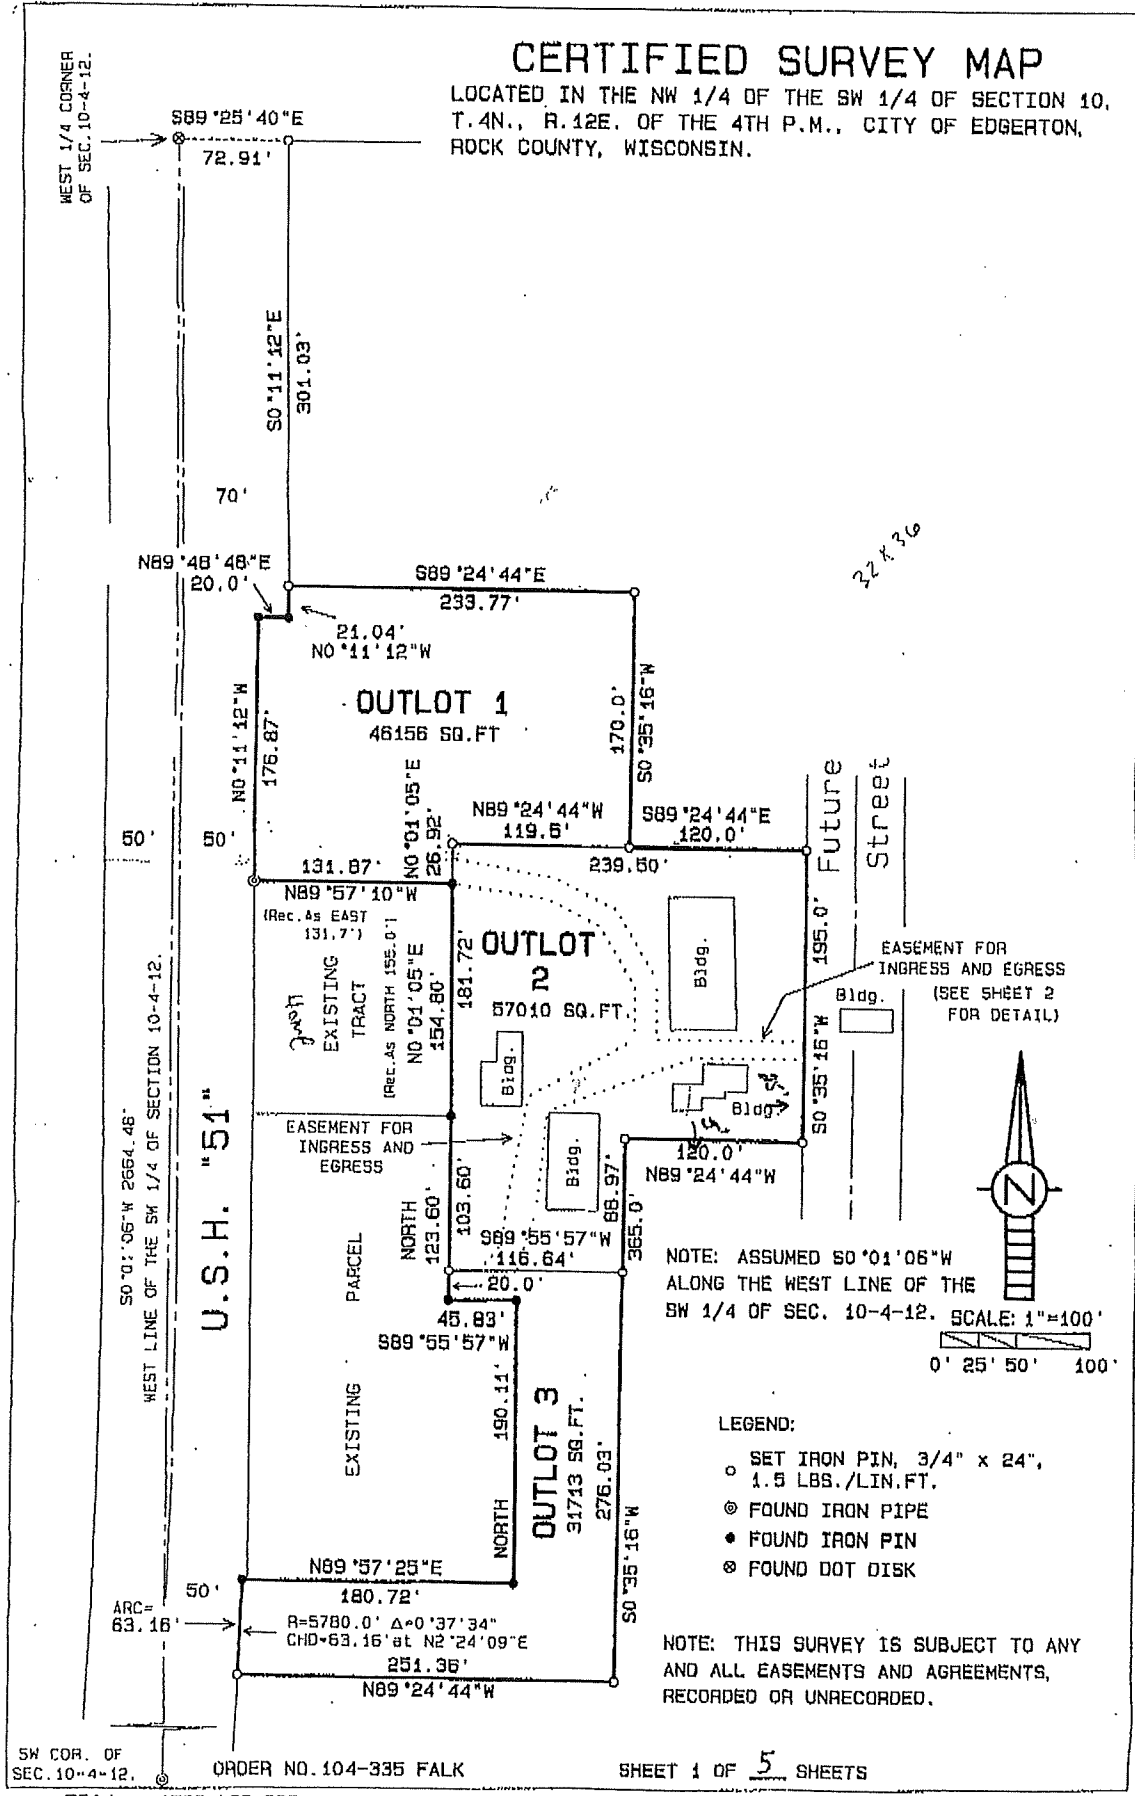 CERTIFIED SURVEY MAP
LOCATED IN THE NW 1/4 OF THE SW 1/4 OF SECTION 10,
T.4N., R.12E. OF THE 4TH P.M., CITY OF EDGERTON,
ROCK COUNTY, WISCONSIN.
WEST 1/4 CORNER
OF SEC.10-4-12.
S89°25'40"E
72.91'
S0°11'12"E
301.03'
70'
N89°48'48"E
20.0'
S89°24'44"E
233.77'
21.04'
N0°11'12"W
32 x 36
OUTLOT 1
46156 SQ.FT
N0°11'12"W
176.87'
170.0'
S0°35'16"W
N0°01'05"E
26.92'
N89°24'44"W
119.5'
S89°24'44"E
120.0'
239.50'
Future
Street
50'
50'
131.87'
N89°57'10"W
(Rec.As EAST
131.7')
EXISTING
TRACT
(Rec.As NORTH 155.0')
N0°01'05"E
154.80'
181.72'
OUTLOT
2
57010 SQ.FT.
Bldg.
195.0'
S0°35'16"W
EASEMENT FOR
INGRESS AND EGRESS
(SEE SHEET 2
FOR DETAIL)
Bldg.
Bldg.
Bldg.
Bldg.
S0°01'06"W 2664.46"
WEST LINE OF THE SW 1/4 OF SECTION 10-4-12.
U.S.H. "51"
EASEMENT FOR
INGRESS AND
EGRESS
120.0'
N89°24'44"W
88.97'
365.0'
NORTH
123.60'
103.60'
S89°55'57"W
116.64'
20.0'
45.83'
S89°55'57"W
PARCEL
EXISTING
NOTE: ASSUMED S0°01'06"W
ALONG THE WEST LINE OF THE
SW 1/4 OF SEC. 10-4-12.
N
SCALE: 1"=100'
0' 25' 50' 100'
190.11'
NORTH
OUTLOT 3
31713 SQ.FT.
276.03"
S0°35'16"W
LEGEND:
SET IRON PIN, 3/4" x 24",
1.5 LBS./LIN.FT.
FOUND IRON PIPE
FOUND IRON PIN
FOUND DOT DISK
N89°57'25"E
180.72'
50'
ARC=
63.16'
R=5780.0' Δ=0°37'34"
CHD=63.16'at N2°24'09"E
251.36'
N89°24'44"W
NOTE: THIS SURVEY IS SUBJECT TO ANY
AND ALL EASEMENTS AND AGREEMENTS,
RECORDED OR UNRECORDED.
SW COR. OF
SEC.10-4-12.
ORDER NO.104-335 FALK
SHEET 1 OF 5 SHEETS